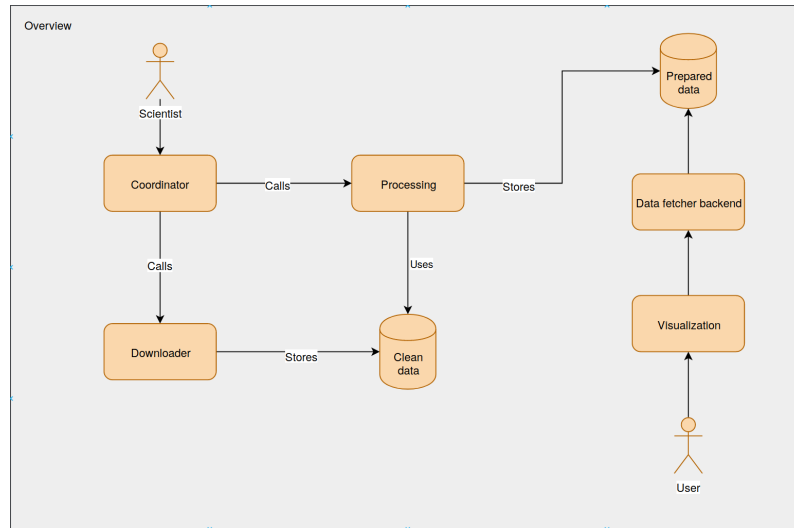 Overview
Prepared
data
Scientist
Coordinator
Calls
Processing
Stores
Data fetcher backend
Calls
Uses
Visualization
Downloader
Stores
Clean
data
User